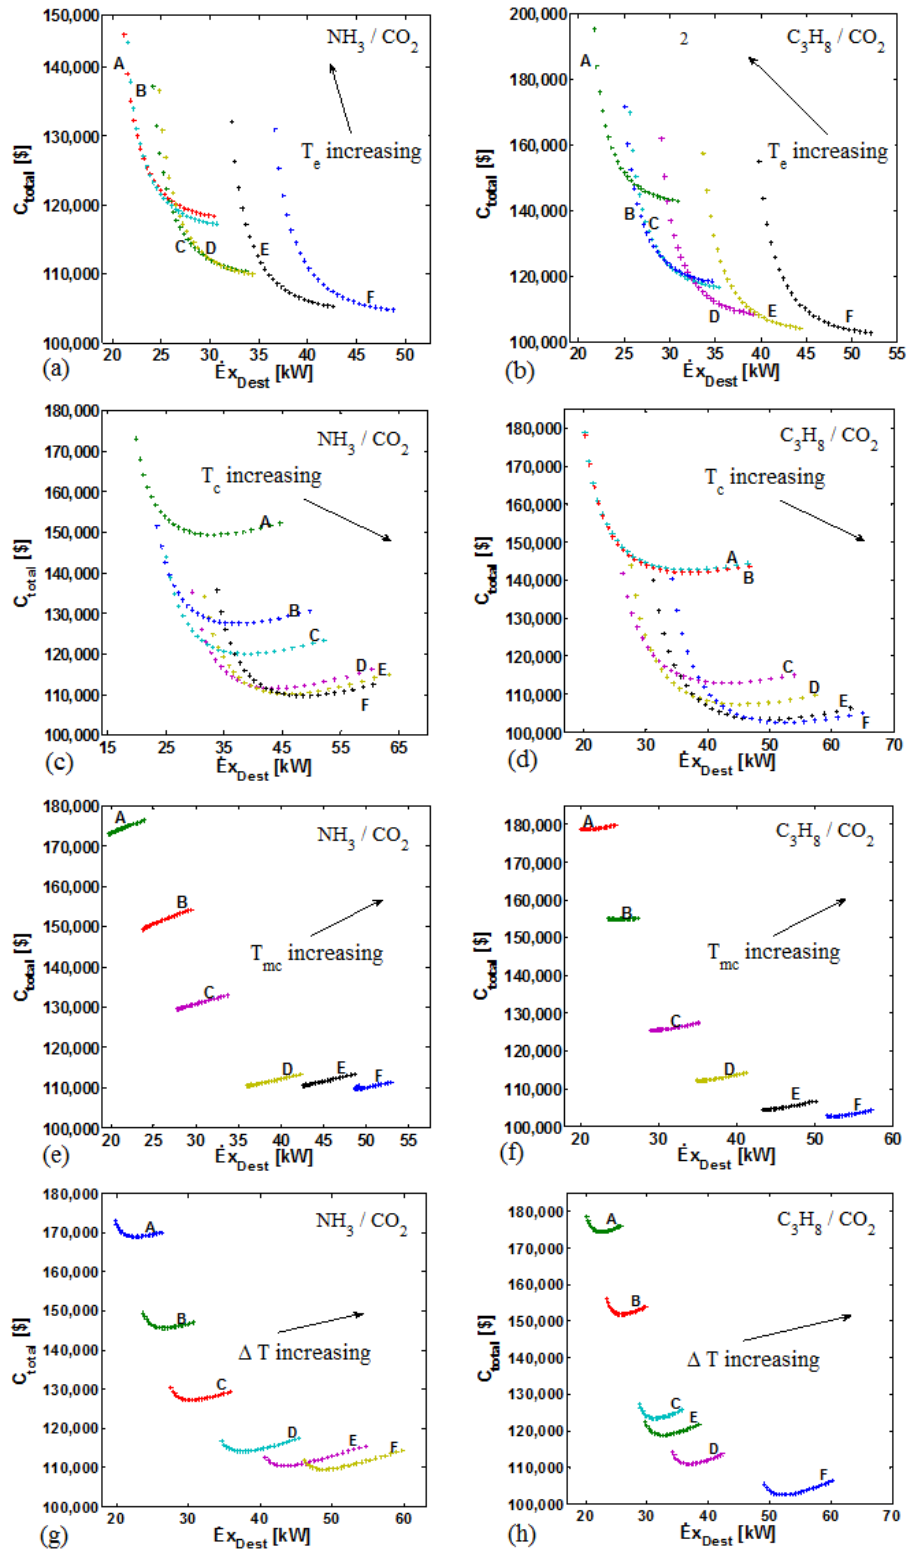 150,000
140,000
130,000
120,000
110,000
100,000
C_total [$]
NH3 / CO2
A
B
Te increasing
C D E
F
20 25 30 35 40 45 50
(a)
ĖxDest [kW]
200,000
180,000
160,000
140,000
120,000
100,000
Ctotal [$]
2
C3H8 / CO2
A
Te increasing
B C
D E F
20 25 30 35 40 45 50 55
(b)
ĖxDest [kW]
180,000
170,000
160,000
150,000
140,000
130,000
120,000
110,000
100,000
Ctotal [$]
NH3 / CO2
Tc increasing
A
B
C
D E
F
15 25 35 45 55 65
(c)
ĖxDest [kW]
180,000
170,000
160,000
150,000
140,000
130,000
120,000
110,000
100,000
Ctotal [$]
C3H8 / CO2
Tc increasing
A
B
C
D
E
F
20 30 40 50 60 70
(d)
ĖxDest [kW]
180,000
170,000
160,000
150,000
140,000
130,000
120,000
110,000
100,000
Ctotal [$]
A
NH3 / CO2
B
Tmc increasing
C
D E
F
20 25 30 35 40 45 50 55
(e)
ĖxDest [kW]
180,000
170,000
160,000
150,000
140,000
130,000
120,000
110,000
100,000
Ctotal [$]
A
C3H8 / CO2
B
Tmc increasing
C
D
E
F
20 30 40 50 60
(f)
ĖxDest [kW]
180,000
170,000
160,000
150,000
140,000
130,000
120,000
110,000
100,000
Ctotal [$]
A
NH3 / CO2
B
Δ T increasing
C
D E F
20 30 40 50 60
(g)
ĖxDest [kW]
180,000
170,000
160,000
150,000
140,000
130,000
120,000
110,000
100,000
Ctotal [$]
A
C3H8 / CO2
B
Δ T increasing
C
E
D
F
20 30 40 50 60 70
(h)
ĖxDest [kW]